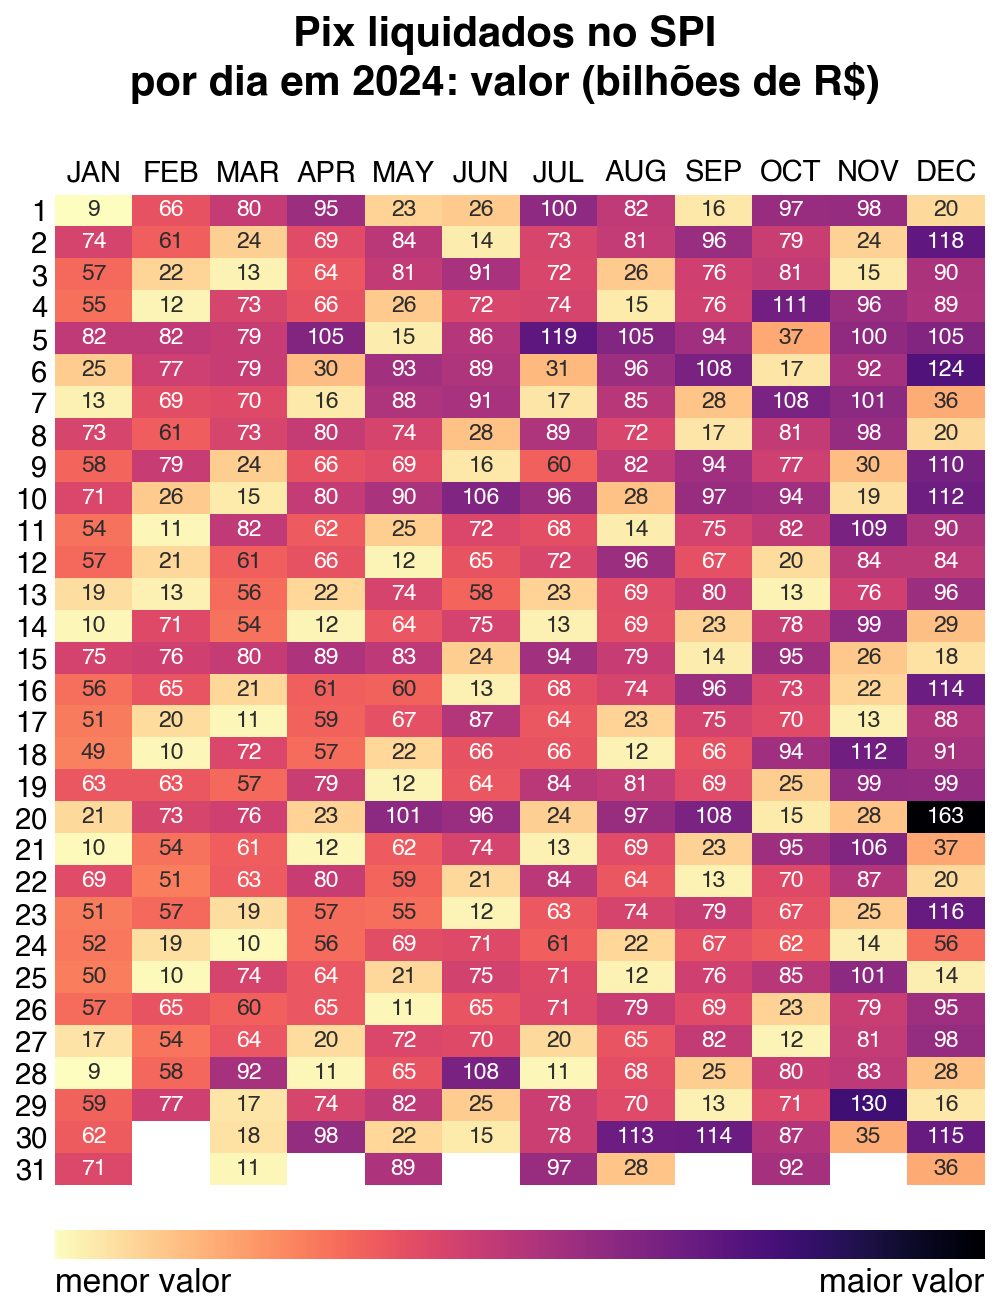 Pix liquidados no SPI
por dia em 2024: valor (bilhões de R$)
JAN FEB MAR APR MAY JUN JUL AUG SEP OCT NOV DEC
1 9 66 80 95 23 26 100 82 16 97 98 20
2 74 61 24 69 84 14 73 81 96 79 24 118
3 57 22 13 64 81 91 72 26 76 81 15 90
4 55 12 73 66 26 72 74 15 76 111 96 89
5 82 82 79 105 15 86 119 105 94 37 100 105
6 25 77 79 30 93 89 31 96 108 17 92 124
7 13 69 70 16 88 91 17 85 28 108 101 36
8 73 61 73 80 74 28 89 72 17 81 98 20
9 58 79 24 66 69 16 60 82 94 77 30 110
10 71 26 15 80 90 106 96 28 97 94 19 112
11 54 11 82 62 25 72 68 14 75 82 109 90
12 57 21 61 66 12 65 72 96 67 20 84 84
13 19 13 56 22 74 58 23 69 80 13 76 96
14 10 71 54 12 64 75 13 69 23 78 99 29
15 75 76 80 89 83 24 94 79 14 95 26 18
16 56 65 21 61 60 13 68 74 96 73 22 114
17 51 20 11 59 67 87 64 23 75 70 13 88
18 49 10 72 57 22 66 66 12 66 94 112 91
19 63 63 57 79 12 64 84 81 69 25 99 99
20 21 73 76 23 101 96 24 97 108 15 28 163
21 10 54 61 12 62 74 13 69 23 95 106 37
22 69 51 63 80 59 21 84 64 13 70 87 20
23 51 57 19 57 55 12 63 74 79 67 25 116
24 52 19 10 56 69 71 61 22 67 62 14 56
25 50 10 74 64 21 75 71 12 76 85 101 14
26 57 65 60 65 11 65 71 79 69 23 79 95
27 17 54 64 20 72 70 20 65 82 12 81 98
28 9 58 92 11 65 108 11 68 25 80 83 28
29 59 77 17 74 82 25 78 70 13 71 130 16
30 62 18 98 22 15 78 113 114 87 35 115
31 71 11 89 97 28 92 36
menor valor maior valor